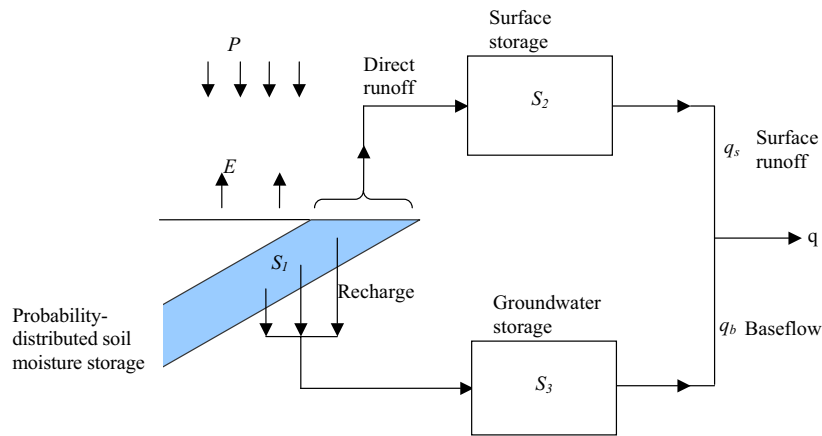 P
E
Direct
runoff
Surface
storage
S2
qs Surface
runoff
q
S1
Recharge
Probability-
distributed soil
moisture storage
Groundwater
storage
S3
qb Baseflow